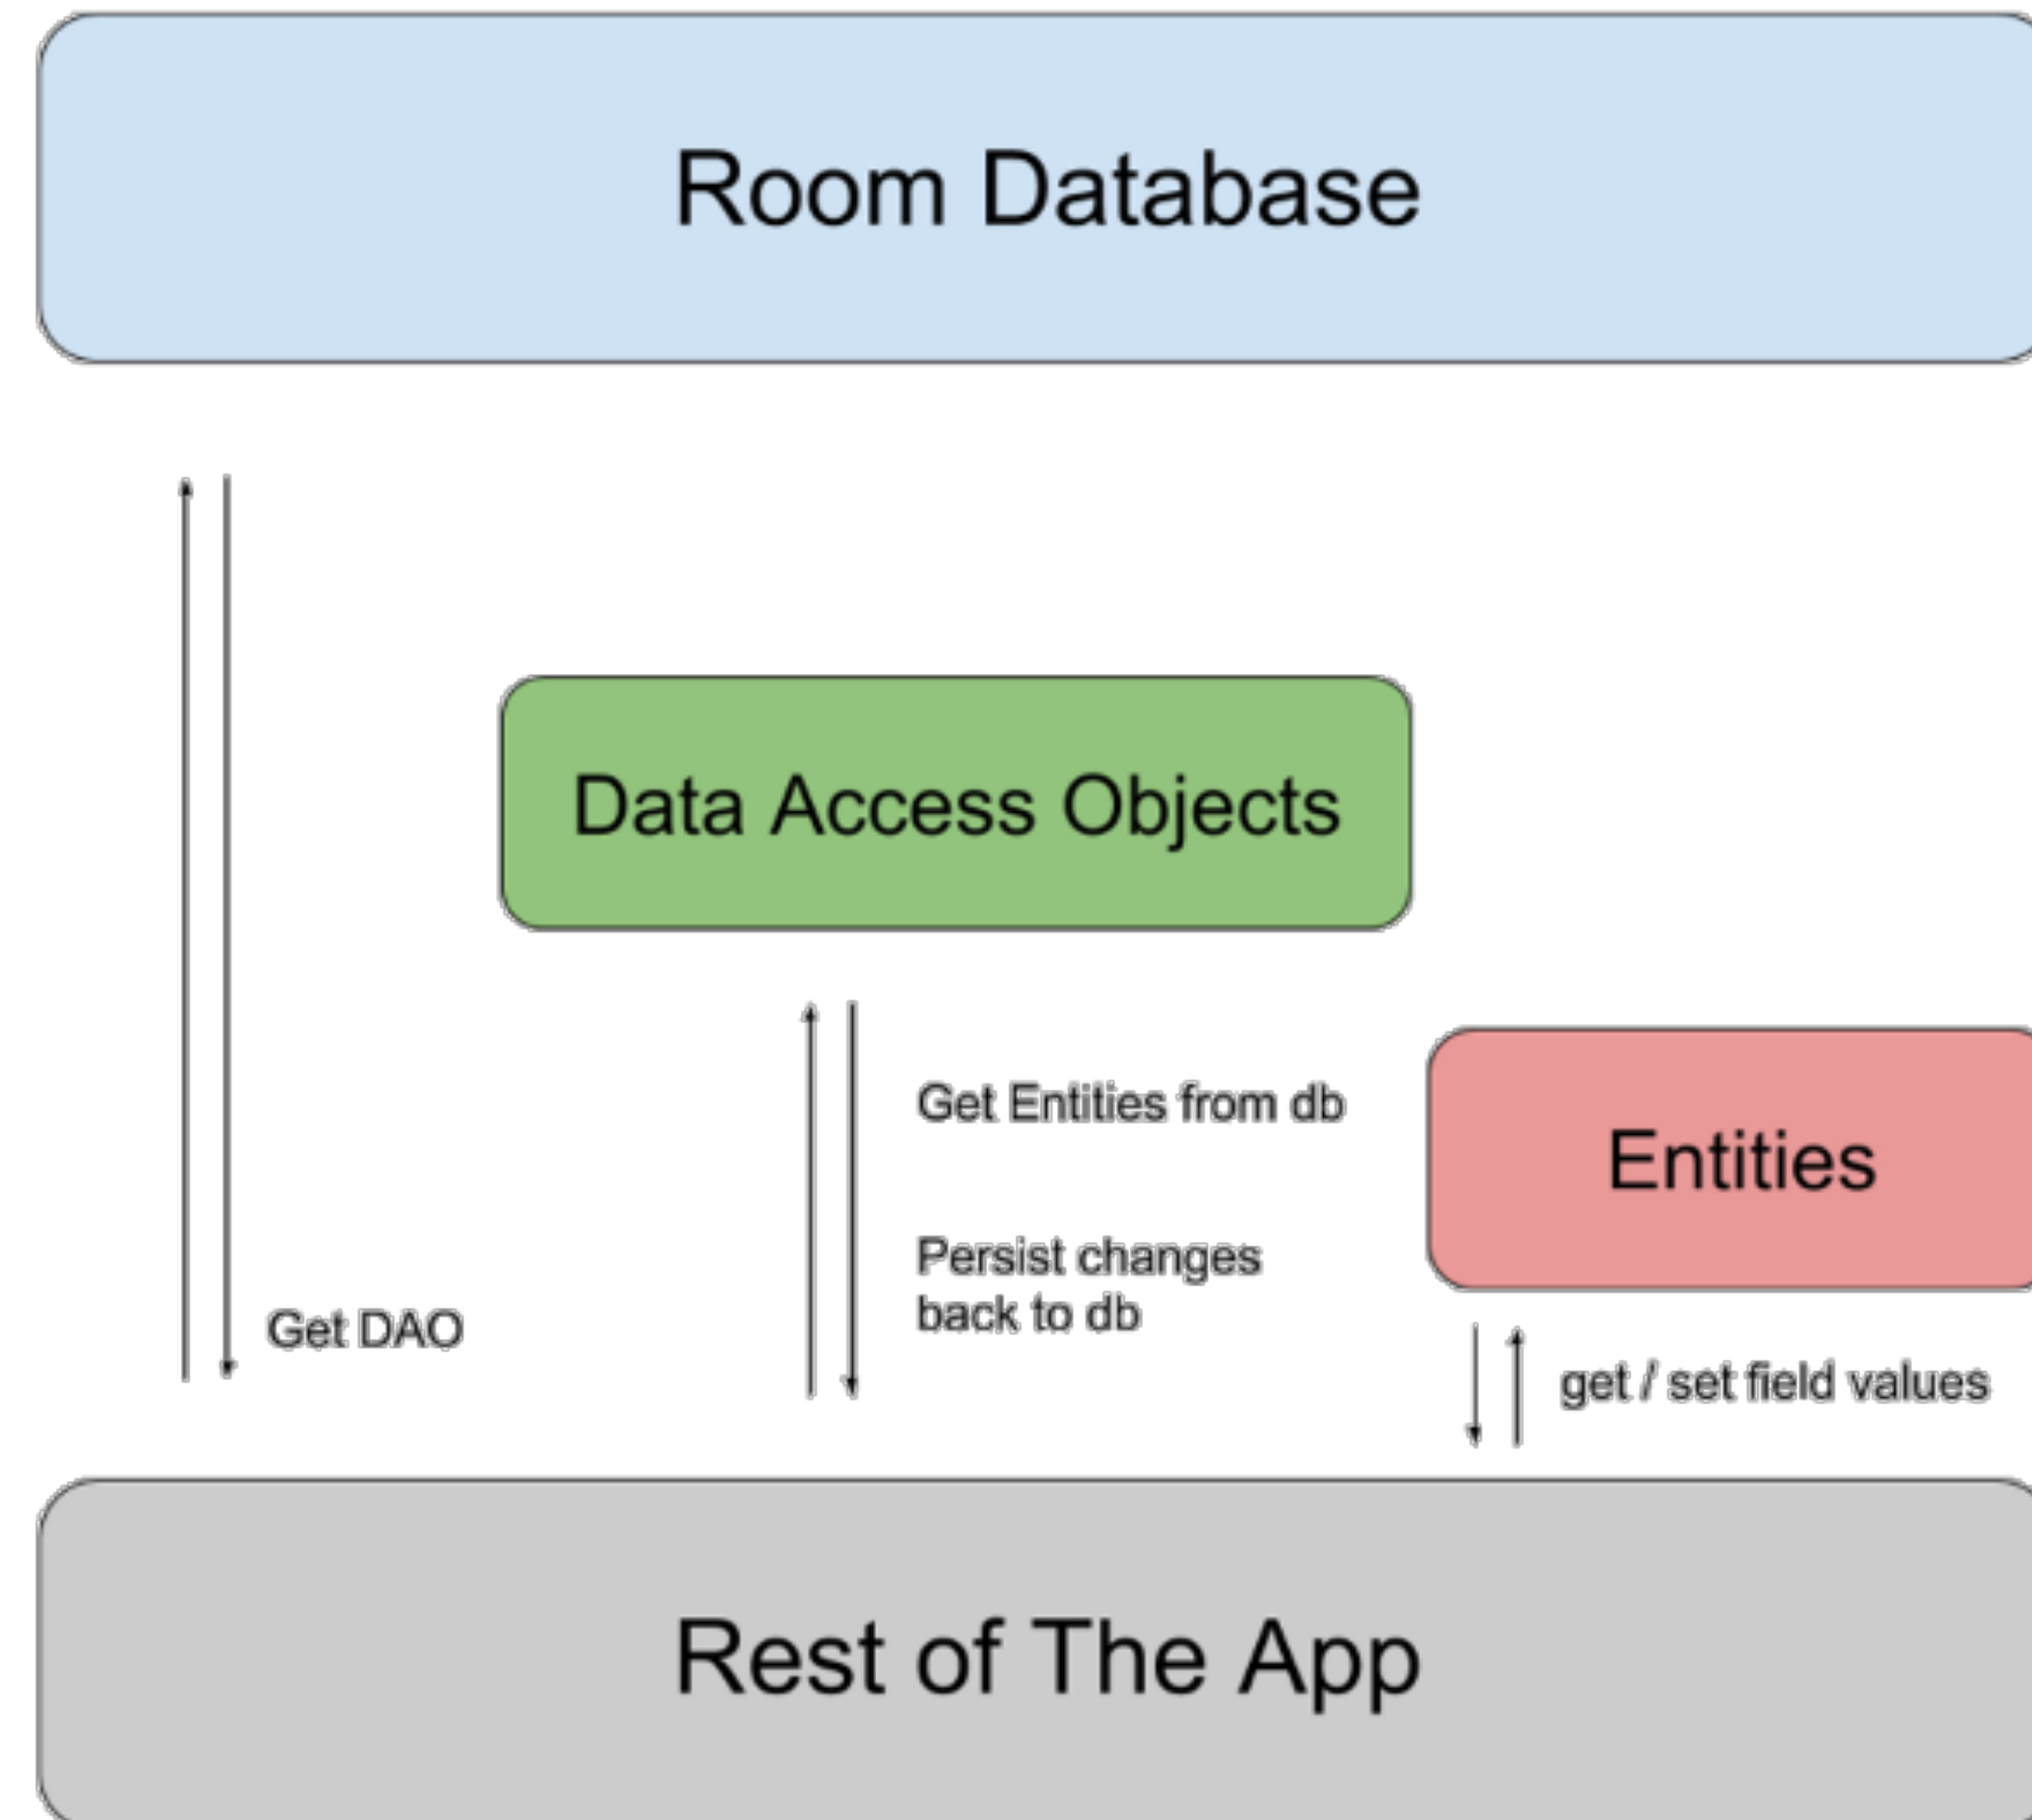 Room Database
Data Access Objects
Get Entities from db
Entities
Persist changes
back to db
Get DAO
get / set field values
Rest of The App